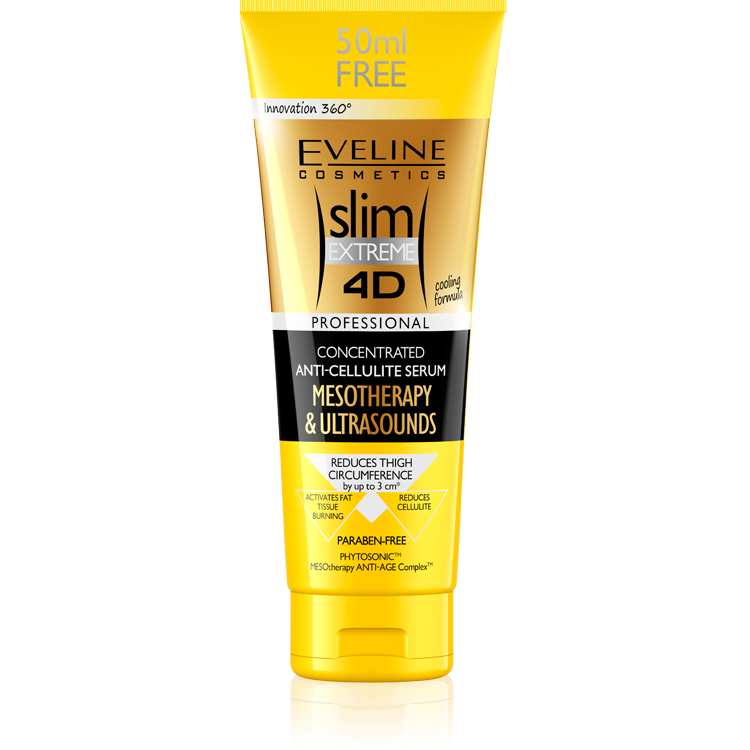 50ml
FREE
Innovation 360°
EVELINE
COSMETICS
slim
EXTREME
4D
cooling
formula
PROFESSIONAL
CONCENTRATED
ANTI-CELLULITE SERUM
MESOTHERAPY
& ULTRASOUNDS
REDUCES THIGH
CIRCUMFERENCE
by up to 3 cm*
ACTIVATES FAT
TISSUE
BURNING
REDUCES
CELLULITE
PARABEN-FREE
PHYTOSONIC™
MESOtherapy ANTI-AGE Complex™